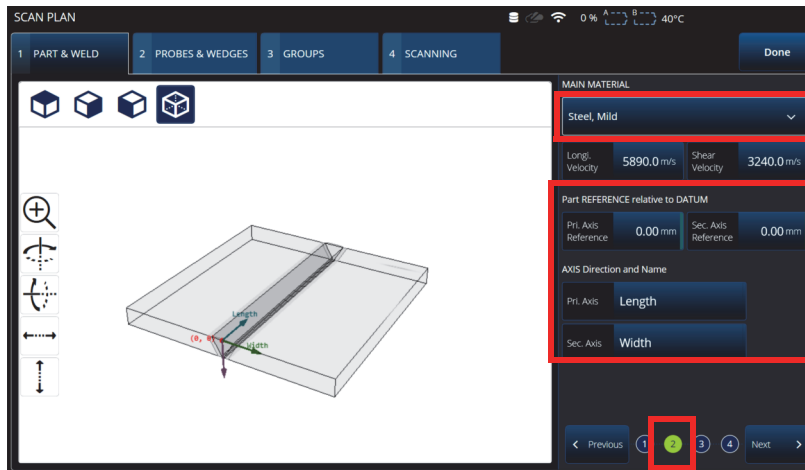 SCAN PLAN
0 % A B 40°C
1 PART & WELD
2 PROBES & WEDGES
3 GROUPS
4 SCANNING
Done
MAIN MATERIAL
Steel, Mild
Longi. Velocity 5890.0 m/s
Shear Velocity 3240.0 m/s
Part REFERENCE relative to DATUM
Pri. Axis Reference 0.00 mm
Sec. Axis Reference 0.00 mm
AXIS Direction and Name
Pri. Axis Length
Sec. Axis Width
Length
(0, 0)
Width
Previous 1 2 3 4 Next